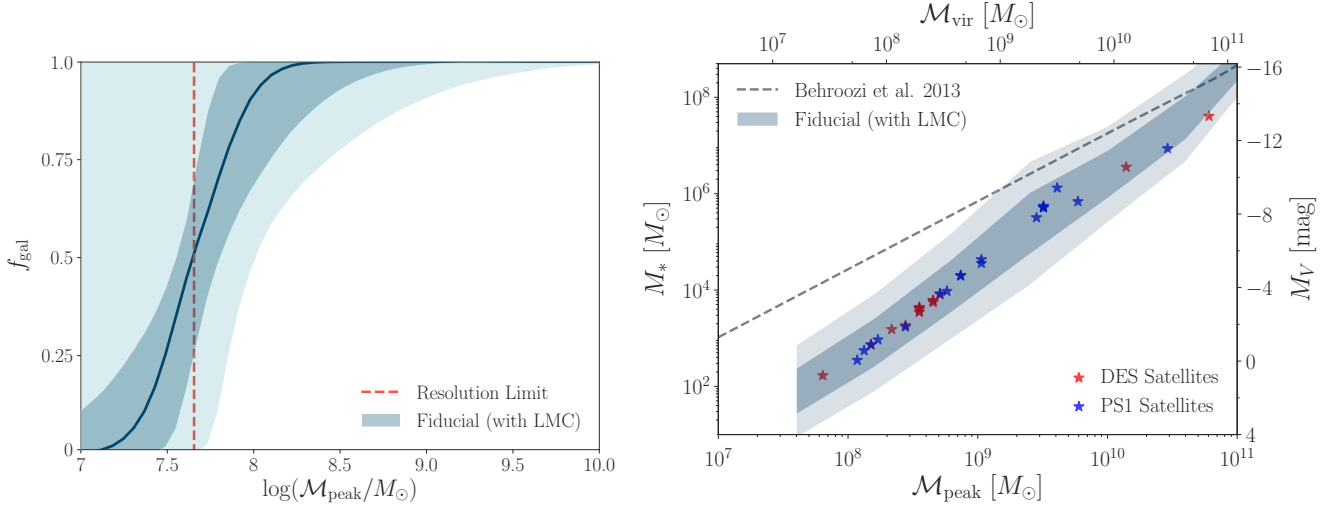 1.0
0.75
0.5
0.25
0
f_gal
7
7.5
8
8.5
9.0
9.5
10.0
log(ℳ_peak/M_⊙)
Resolution Limit
Fiducial (with LMC)
ℳ_vir [M_⊙]
10^7
10^8
10^9
10^10
10^11
Behroozi et al. 2013
Fiducial (with LMC)
10^8
10^6
10^4
10^2
M_* [M_⊙]
−16
−12
−8
−4
0
4
M_V [mag]
DES Satellites
PS1 Satellites
10^7
10^8
10^9
10^10
10^11
ℳ_peak [M_⊙]